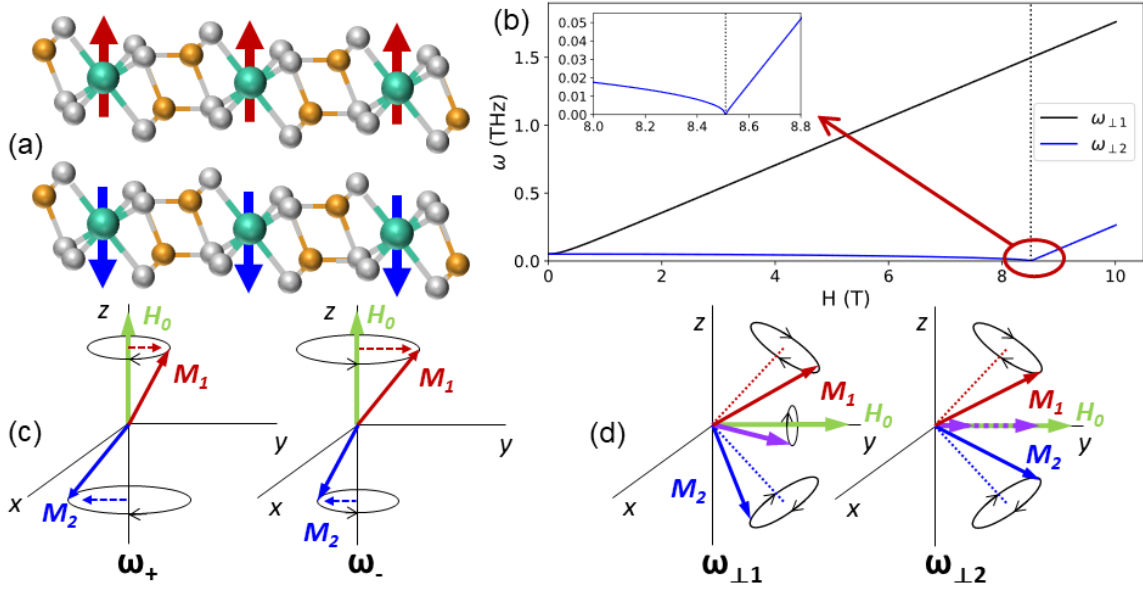 (a)
(b)
0.05
0.04
0.03
0.02
0.01
0.00
8.0 8.2 8.4 8.6 8.8
1.5
1.0
0.5
0.0
ω (THz)
ω⊥1
ω⊥2
0 2 4 6 8 10
H (T)
(c)
z
H₀
M₁
y
x
M₂
ω₊
z
H₀
M₁
y
x
M₂
ω₋
(d)
z
M₁
H₀
y
M₂
x
ω⊥1
z
M₁
H₀
y
M₂
x
ω⊥2